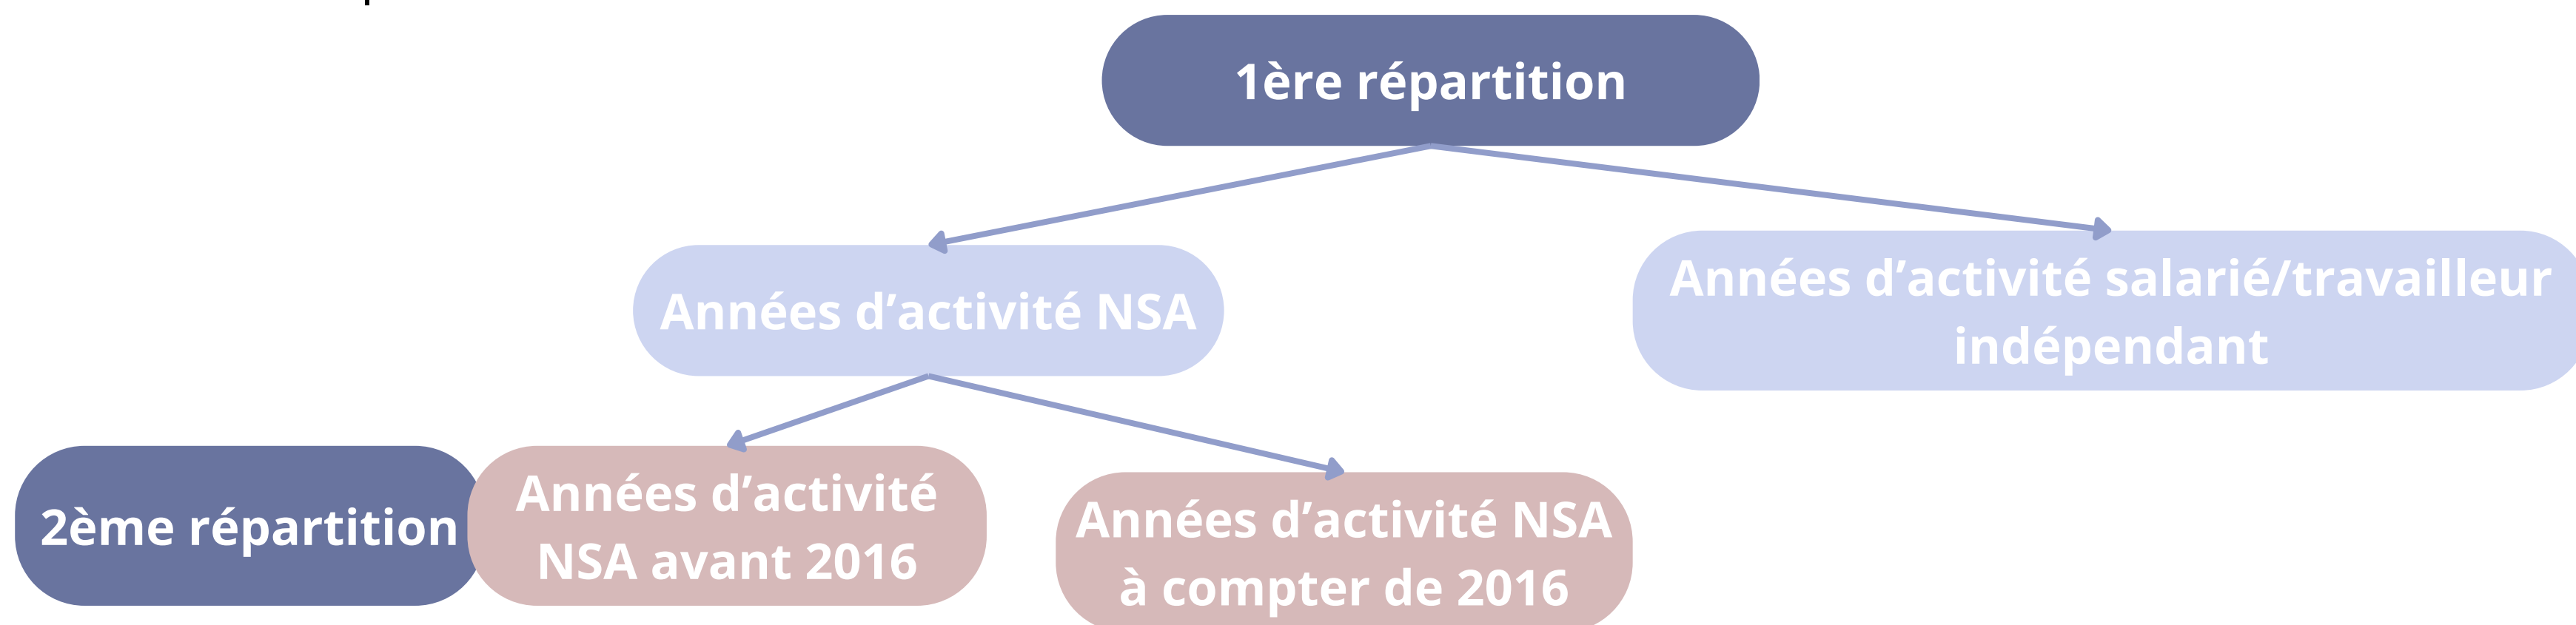 1ère répartition
Années d’activité NSA
Années d’activité salarié/travailleur
indépendant
2ème répartition
Années d’activité
NSA avant 2016
Années d’activité NSA
à compter de 2016